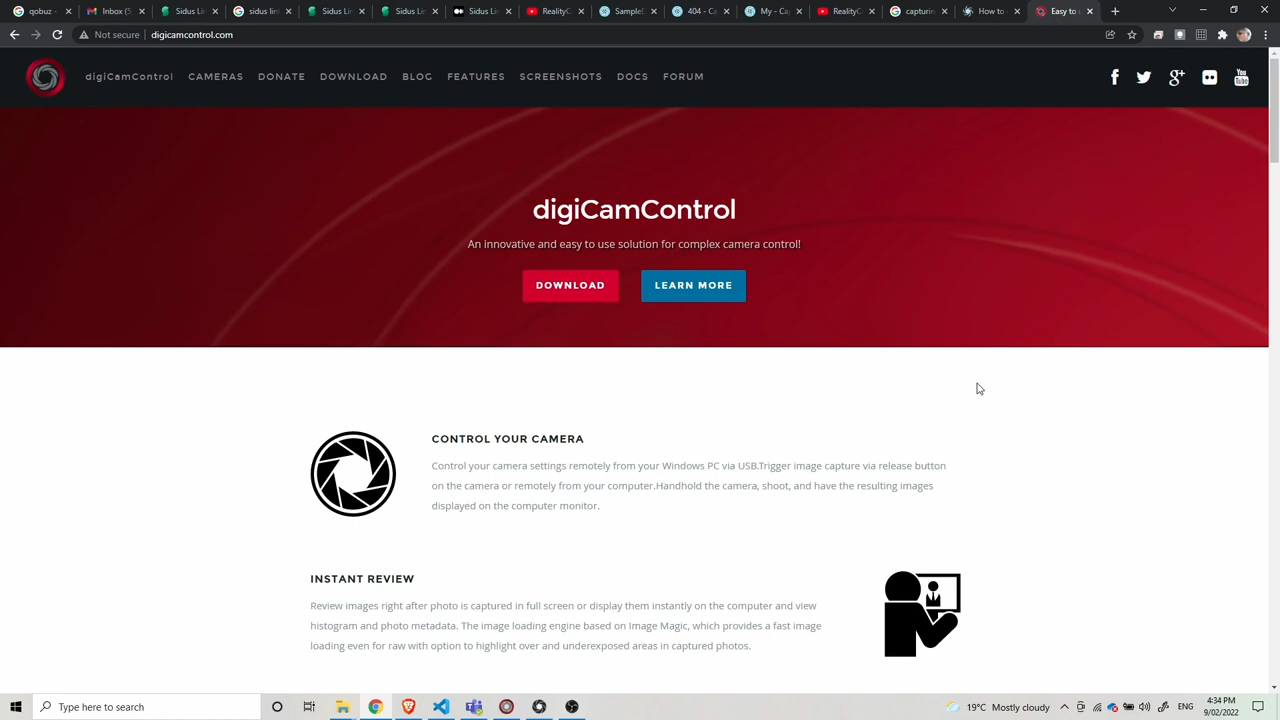 qobuz -
Inbox (5
Sidus Lin
sidus linl
Sidus Lin
Sidus Lin
Sidus Lin
RealityC
SampleE
404 - Ca
My - Cap
RealityC
capturin
How to
Easy to u
Not secure | digicamcontrol.com
digiCamControl CAMERAS DONATE DOWNLOAD BLOG FEATURES SCREENSHOTS DOCS FORUM
digiCamControl
An innovative and easy to use solution for complex camera control!
DOWNLOAD LEARN MORE
CONTROL YOUR CAMERA
Control your camera settings remotely from your Windows PC via USB.Trigger image capture via release button
on the camera or remotely from your computer.Handhold the camera, shoot, and have the resulting images
displayed on the computer monitor.
INSTANT REVIEW
Review images right after photo is captured in full screen or display them instantly on the computer and view
histogram and photo metadata. The image loading engine based on Image Magic, which provides a fast image
loading even for raw with option to highlight over and underexposed areas in captured photos.
Type here to search
19°C Mostly cloudy
ENG
4:34 PM
9/02/2022